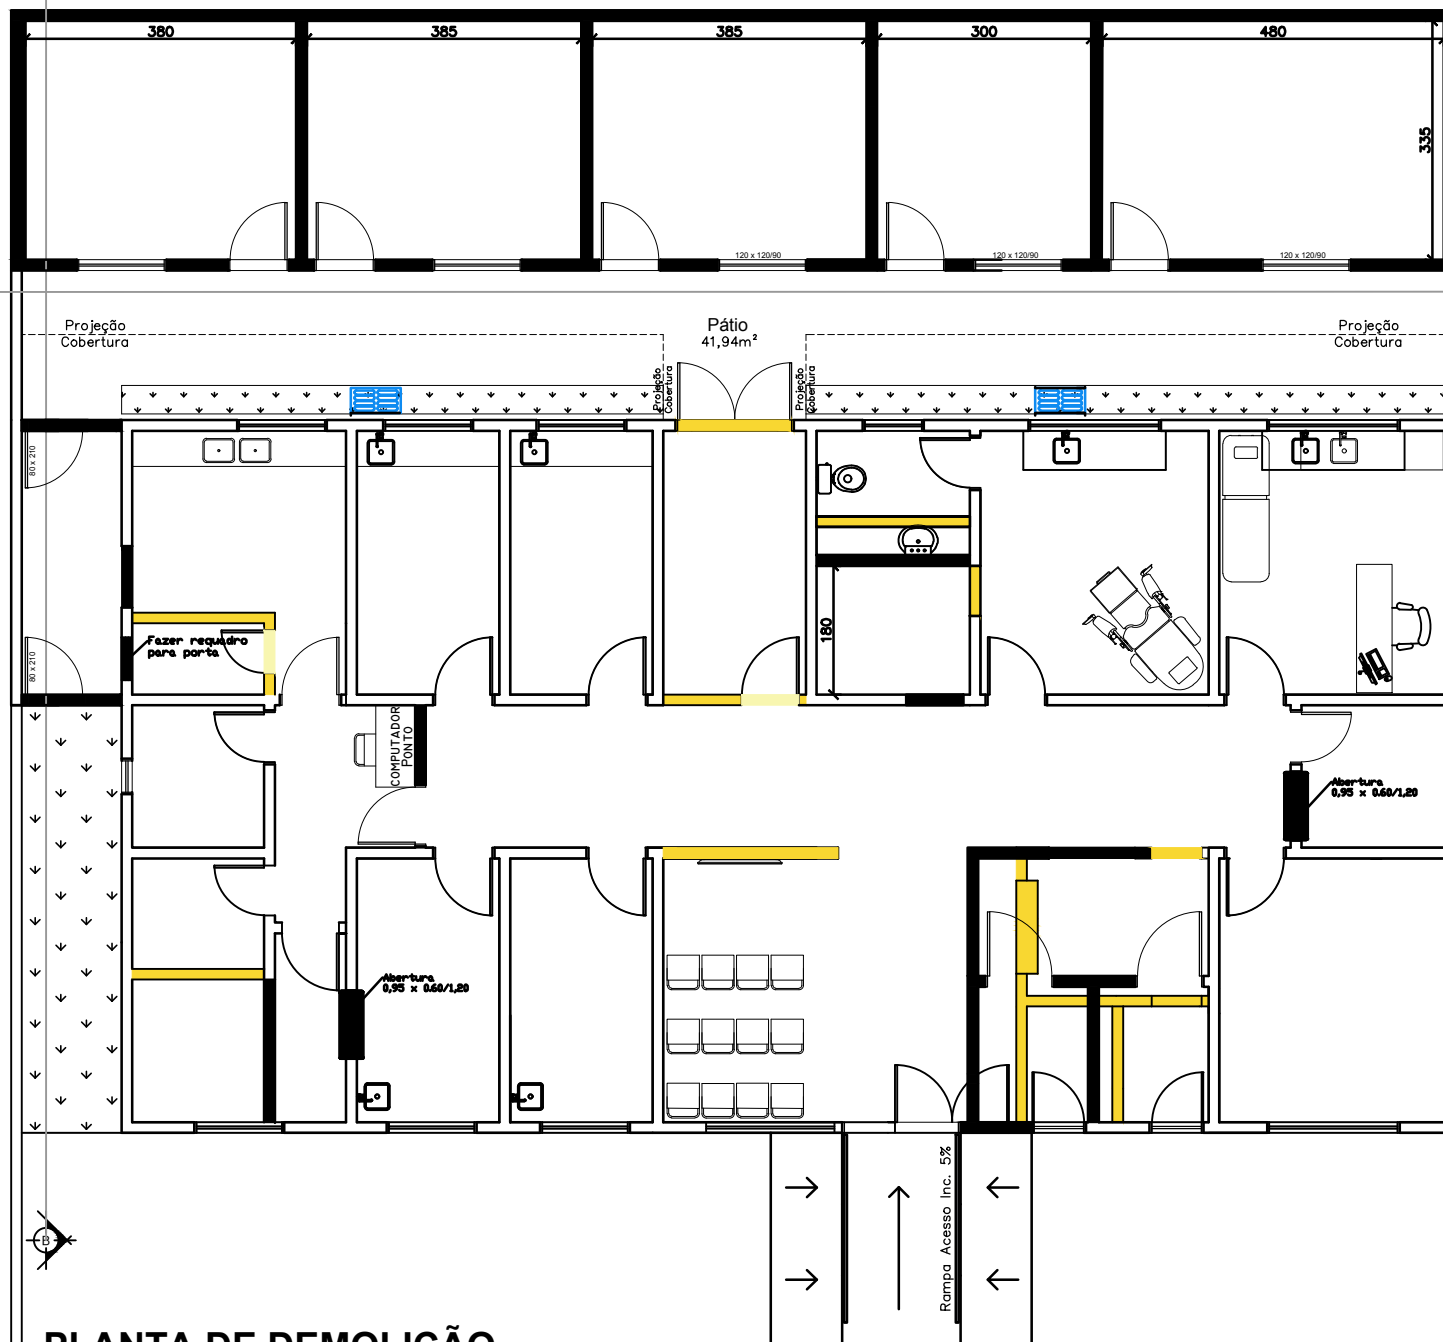 380
385
385
300
480
335
120 x 120/90
120 x 120/90
120 x 120/90
Projeção
Cobertura
Pátio
41,94m²
Projeção
Cobertura
Projeção
Cobertura
Projeção
Cobertura
80 x 210
80 x 210
Fazer requadro
para porta
180
COMPUTADOR
PONTO
Abertura
0,95 x 0.60/1,20
Abertura
0,95 x 0.60/1,20
Rampa Acesso Inc. 5%
B
PLANTA DE DEMOLIÇÃO